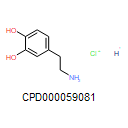 HO
HO
Cl⁻
H
NH₂
CPD000059081